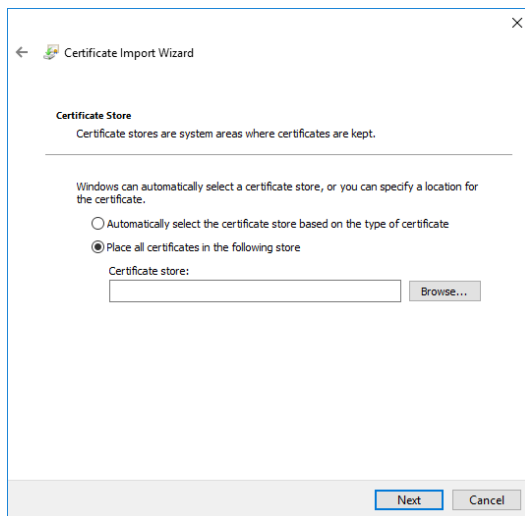 Certificate Import Wizard
Certificate Store
Certificate stores are system areas where certificates are kept.
Windows can automatically select a certificate store, or you can specify a location for
the certificate.
Automatically select the certificate store based on the type of certificate
Place all certificates in the following store
Certificate store:
Browse...
Next
Cancel